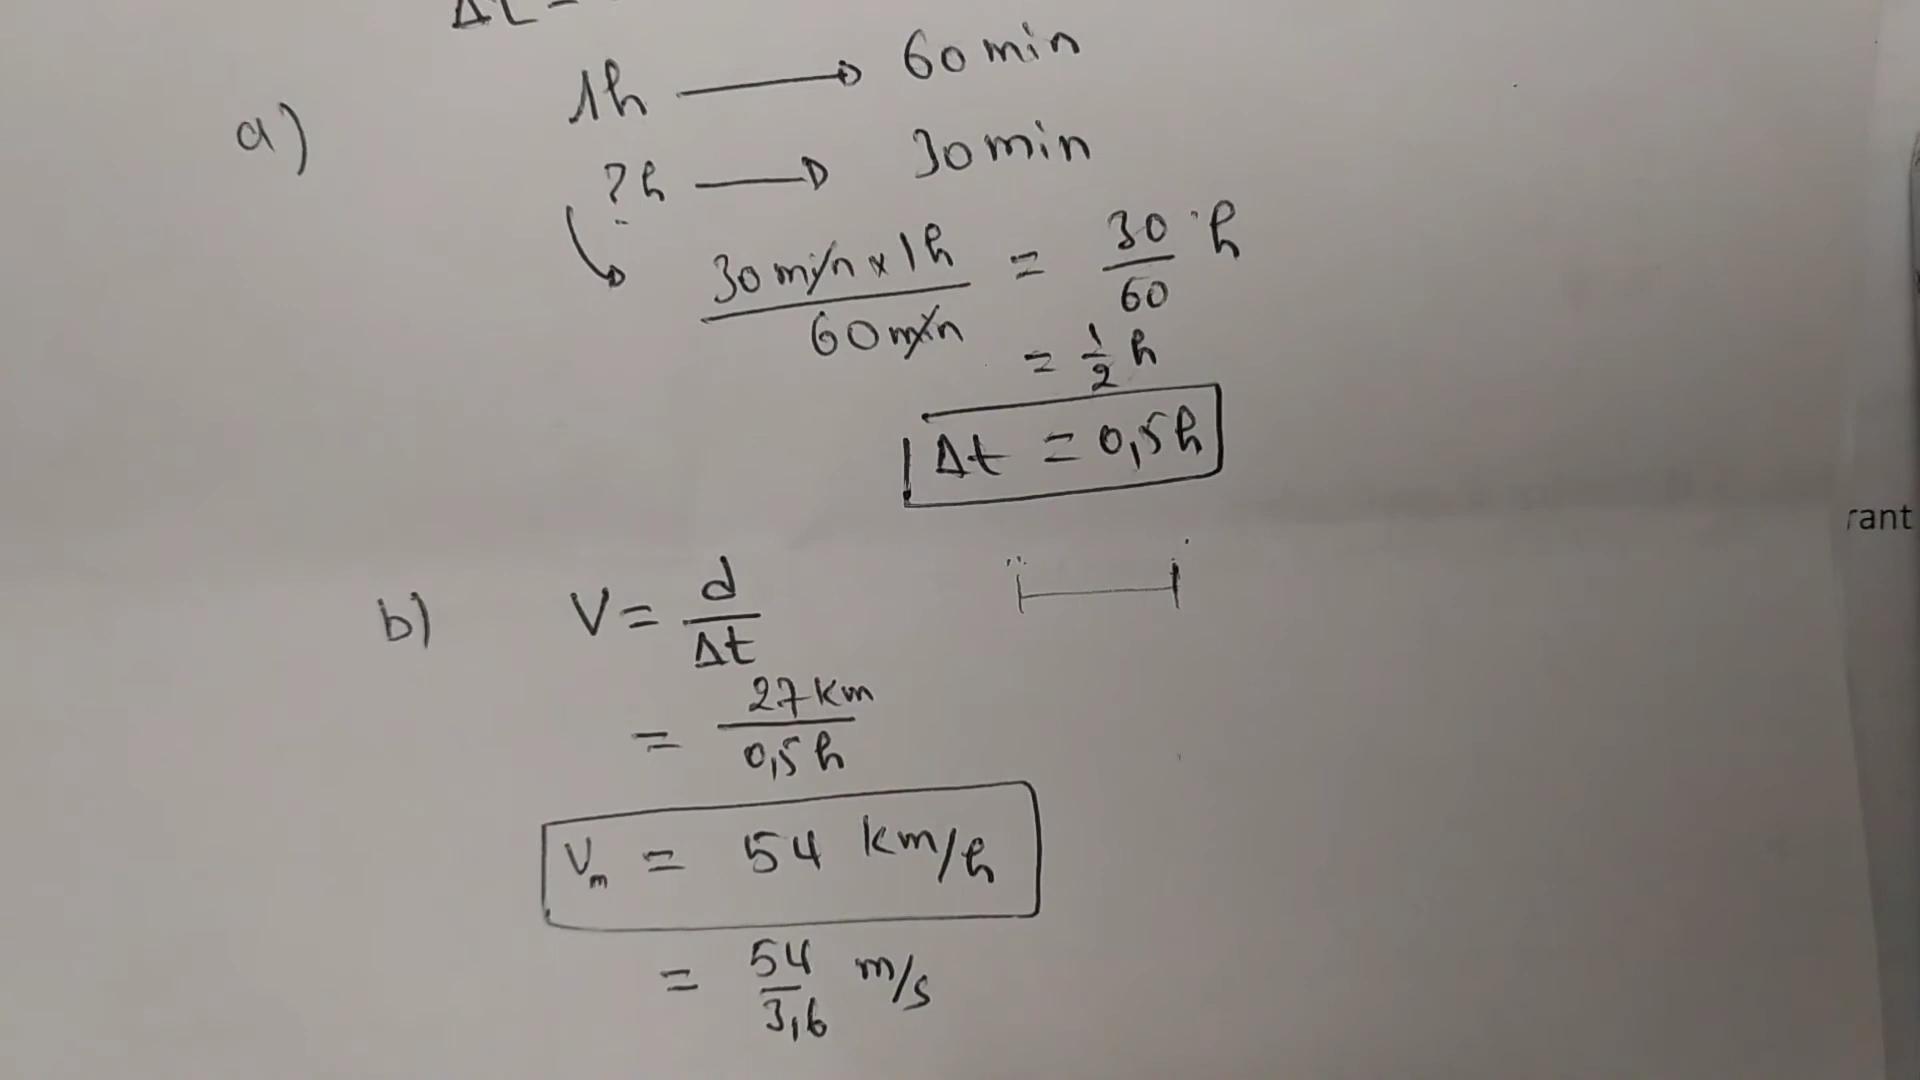 Δt =
a) 1h → 60 min
?h → 30 min
30 min × 1h / 60 min = 30/60 h
= 1/2 h
Δt = 0,5h
rant
b) V = d/Δt
= 27 km / 0,5 h
Vm = 54 km/h
= 54/3,6 m/s